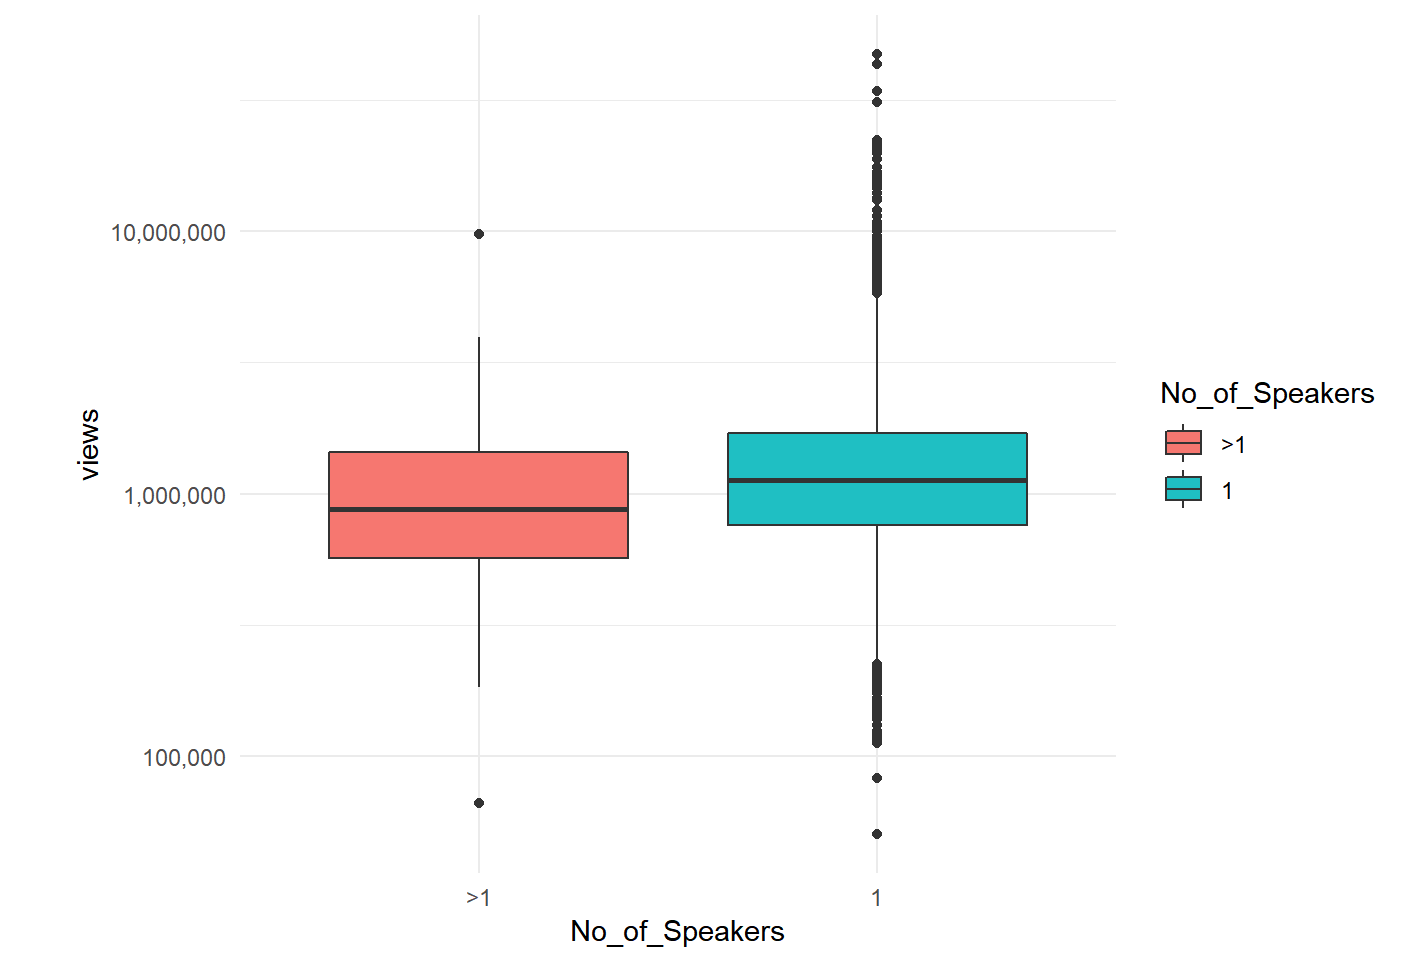 10,000,000
1,000,000
100,000
views
>1
1
No_of_Speakers
No_of_Speakers
>1
1